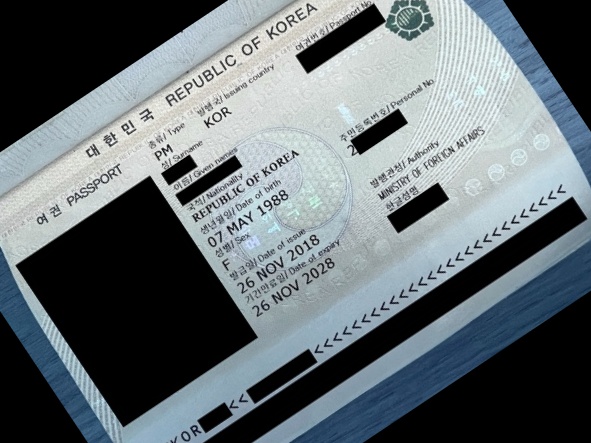 대한민국 REPUBLIC OF KOREA
여권 PASSPORT
종류/Type 발행국/Issuing country 여권번호/Passport No.
PM KOR
성/Surname
이름/Given names
국적/Nationality 주민등록번호/Personal No.
REPUBLIC OF KOREA 2
생년월일/Date of birth
07 MAY 1988
성별/Sex 발행관청/Authority
F MINISTRY OF FOREIGN AFFAIRS
발급일/Date of issue 한글성명
26 NOV 2018
기간만료일/Date of expiry
26 NOV 2028
KOR <<<<<<<<<<<<<<<<<<<<<<<<<